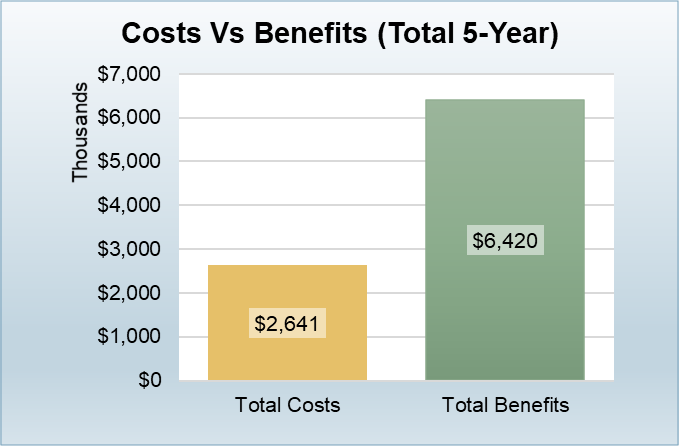 Costs Vs Benefits (Total 5-Year)
Thousands
$7,000
$6,000
$5,000
$4,000
$3,000
$2,000
$1,000
$0
$2,641
$6,420
Total Costs
Total Benefits